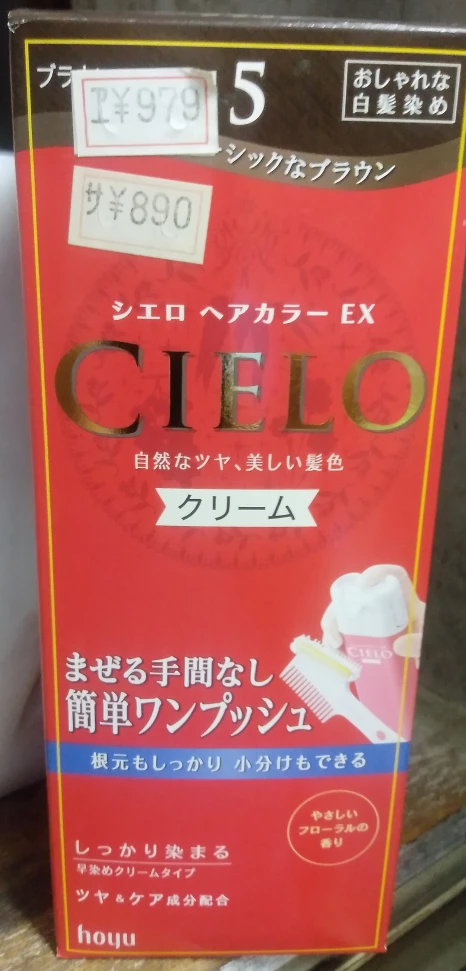 5
おしゃれな
白髪染め
エ¥979
シックなブラウン
サ¥890
シエロ ヘアカラー EX
CIELO
自然なツヤ、美しい髪色
クリーム
CIELO
まぜる手間なし
簡単ワンプッシュ
根元もしっかり 小分けもできる
やさしい
フローラルの
香り
しっかり染まる
早染めクリームタイプ
ツヤ&ケア成分配合
hoyu